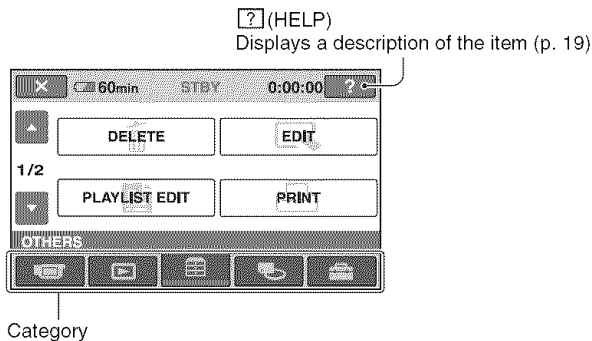 ? (HELP)
Displays a description of the item (p. 19)
60min STBY 0:00:00 ?
DELETE EDIT
1/2
PLAYLIST EDIT PRINT
OTHERS
Category